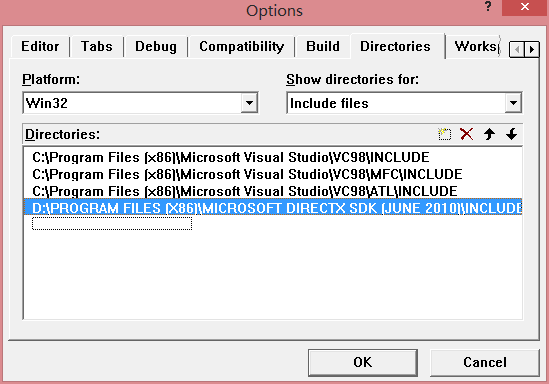 Options
?
×
Editor Tabs Debug Compatibility Build Directories Works
Platform: Show directories for:
Win32 Include files
Directories:
C:\Program Files (x86)\Microsoft Visual Studio\VC98\INCLUDE
C:\Program Files (x86)\Microsoft Visual Studio\VC98\MFC\INCLUDE
C:\Program Files (x86)\Microsoft Visual Studio\VC98\ATL\INCLUDE
D:\PROGRAM FILES (X86)\MICROSOFT DIRECTX SDK (JUNE 2010)\INCLUDE
OK Cancel